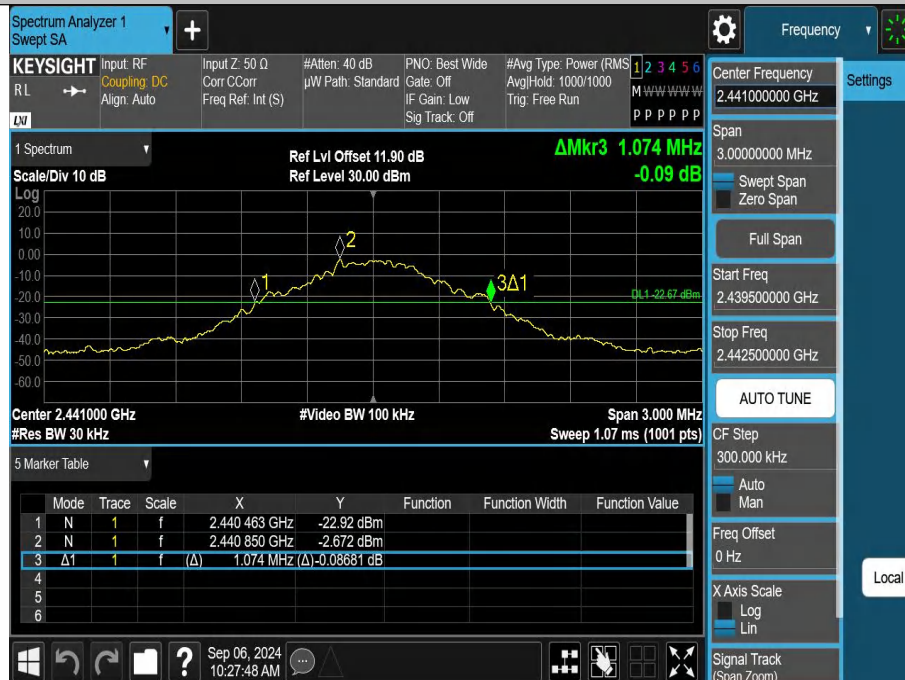 Spectrum Analyzer 1
Swept SA
Frequency
KEYSIGHT
RL
LXI
Input: RF
Coupling: DC
Align: Auto
Input Z: 50 Ω
Corr CCorr
Freq Ref: Int (S)
#Atten: 40 dB
µW Path: Standard
PNO: Best Wide
Gate: Off
IF Gain: Low
Sig Track: Off
#Avg Type: Power (RMS
Avg|Hold: 1000/1000
Trig: Free Run
1 2 3 4 5 6
M W W W W W
P P P P P P
1 Spectrum
Scale/Div 10 dB
Ref Lvl Offset 11.90 dB
Ref Level 30.00 dBm
ΔMkr3 1.074 MHz
-0.09 dB
Log
20.0
10.0
0.00
-10.0
-20.0
-30.0
-40.0
-50.0
-60.0
1
2
3Δ1
DL1 -22.67 dBm
Center 2.441000 GHz
#Video BW 100 kHz
Span 3.000 MHz
#Res BW 30 kHz
Sweep 1.07 ms (1001 pts)
5 Marker Table
Mode Trace Scale X Y Function Function Width Function Value
1 N 1 f 2.440 463 GHz -22.92 dBm
2 N 1 f 2.440 850 GHz -2.672 dBm
3 Δ1 1 f (Δ) 1.074 MHz (Δ) -0.08681 dB
4
5
6
?
Sep 06, 2024
10:27:48 AM
Center Frequency
2.441000000 GHz
Settings
Span
3.00000000 MHz
Swept Span
Zero Span
Full Span
Start Freq
2.439500000 GHz
Stop Freq
2.442500000 GHz
AUTO TUNE
CF Step
300.000 kHz
Auto
Man
Freq Offset
0 Hz
X Axis Scale
Log
Lin
Local
Signal Track
(Span Zoom)